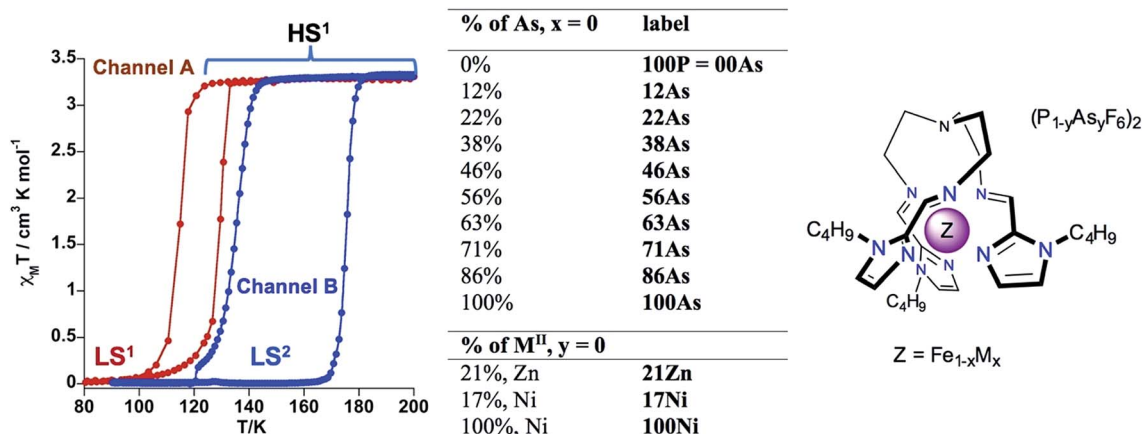 HS¹
Channel A
3.5
3
2.5
2
1.5
1
0.5
0
χMT / cm³ K mol⁻¹
Channel B
LS¹
LS²
80 100 120 140 160 180 200
T/K
% of As, x = 0 label
0% 100P = 00As
12% 12As
22% 22As
38% 38As
46% 46As
56% 56As
63% 63As
71% 71As
86% 86As
100% 100As
% of Mᴵᴵ, y = 0
21%, Zn 21Zn
17%, Ni 17Ni
100%, Ni 100Ni
(P₁₋yAsyF₆)₂
N
N
N
N
C₄H₉
N
N
Z
N
N
N
N
C₄H₉
C₄H₉
Z = Fe₁₋ₓMₓ